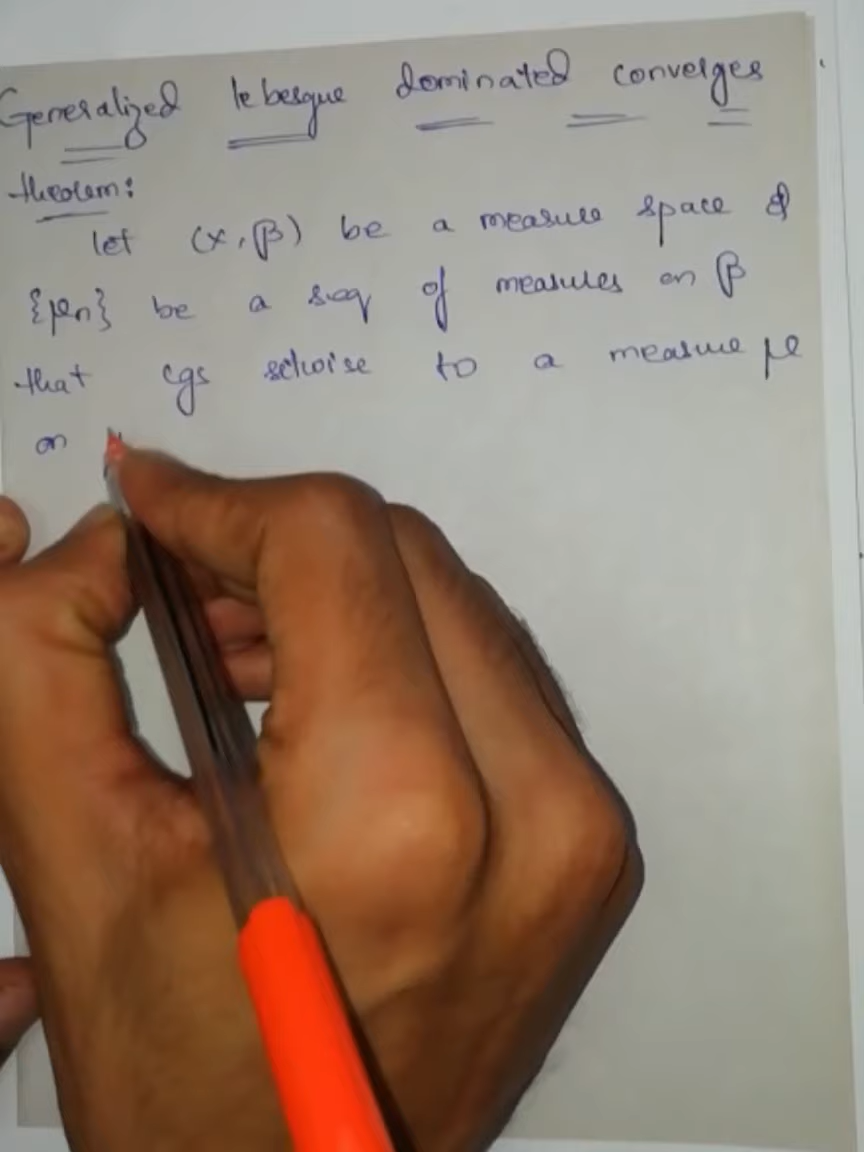 Generalized lebesgue dominated converges
theorem:
let (x, β) be a measure space &
{μn} be a seq of measures on β
that cgs setwise to a measure μ
on